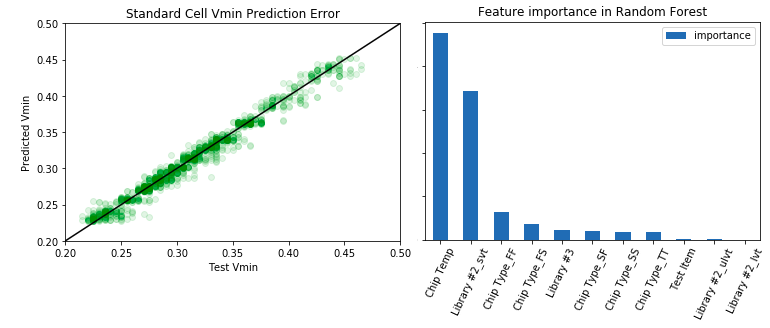 Standard Cell Vmin Prediction Error
0.50
0.45
0.40
0.35
0.30
0.25
0.20
Predicted Vmin
0.20 0.25 0.30 0.35 0.40 0.45 0.50
Test Vmin
Feature importance in Random Forest
importance
Chip Temp
Library #2_svt
Chip Type_FF
Chip Type_FS
Library #3
Chip Type_SF
Chip Type_SS
Chip Type_TT
Test Item
Library #2_ulvt
Library #2_lvt